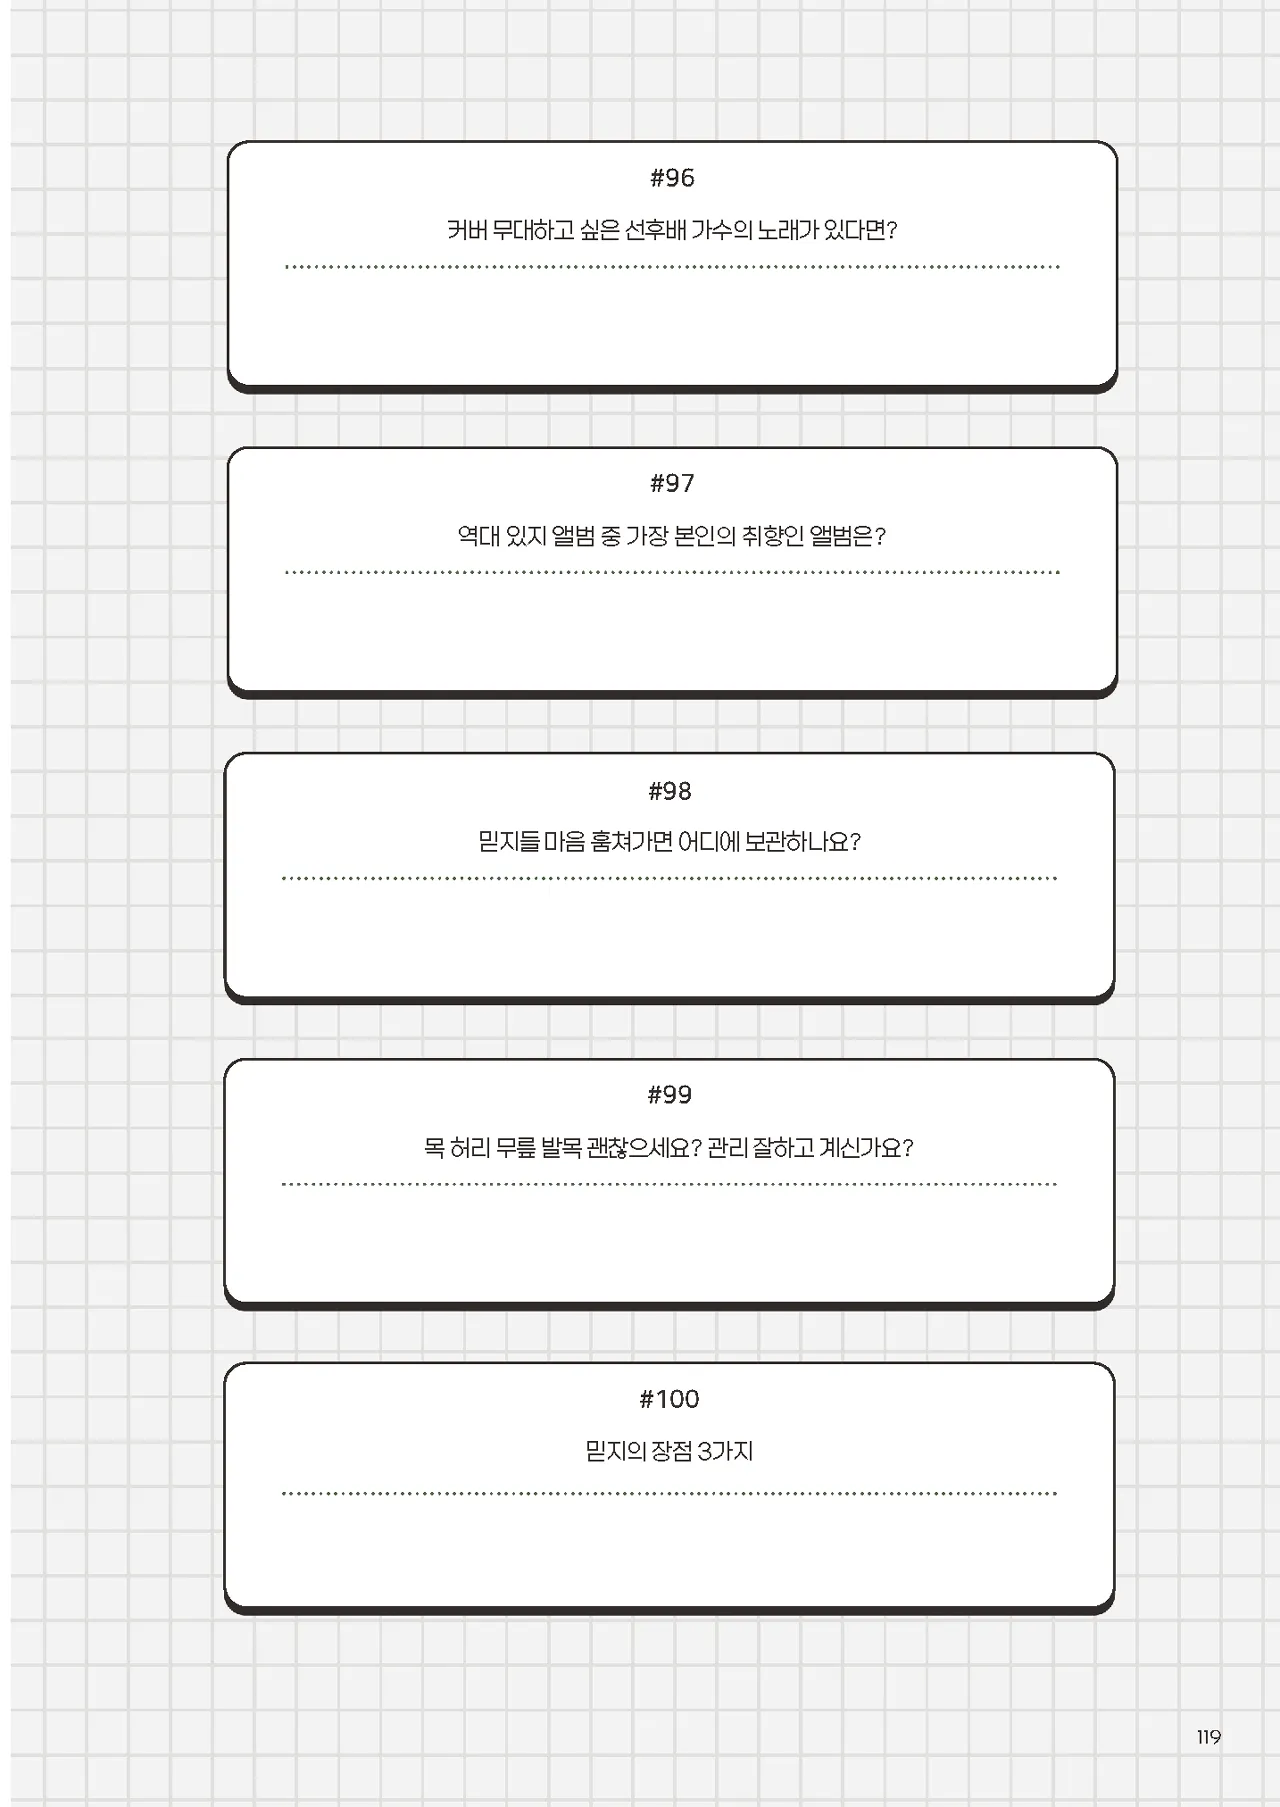 #96
커버 무대하고 싶은 선후배 가수의 노래가 있다면?
#97
역대 있지 앨범 중 가장 본인의 취향인 앨범은?
#98
믿지들 마음 훔쳐가면 어디에 보관하나요?
#99
목 허리 무릎 발목 괜찮으세요? 관리 잘하고 계신가요?
#100
믿지의 장점 3가지
119